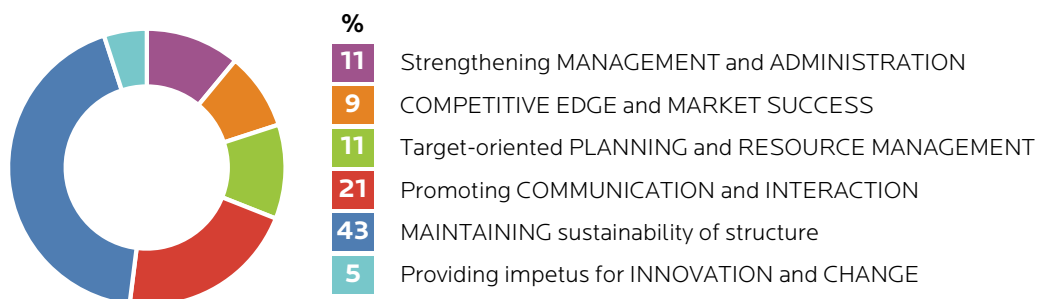 %
11 Strengthening MANAGEMENT and ADMINISTRATION
9 COMPETITIVE EDGE and MARKET SUCCESS
11 Target-oriented PLANNING and RESOURCE MANAGEMENT
21 Promoting COMMUNICATION and INTERACTION
43 MAINTAINING sustainability of structure
5 Providing impetus for INNOVATION and CHANGE